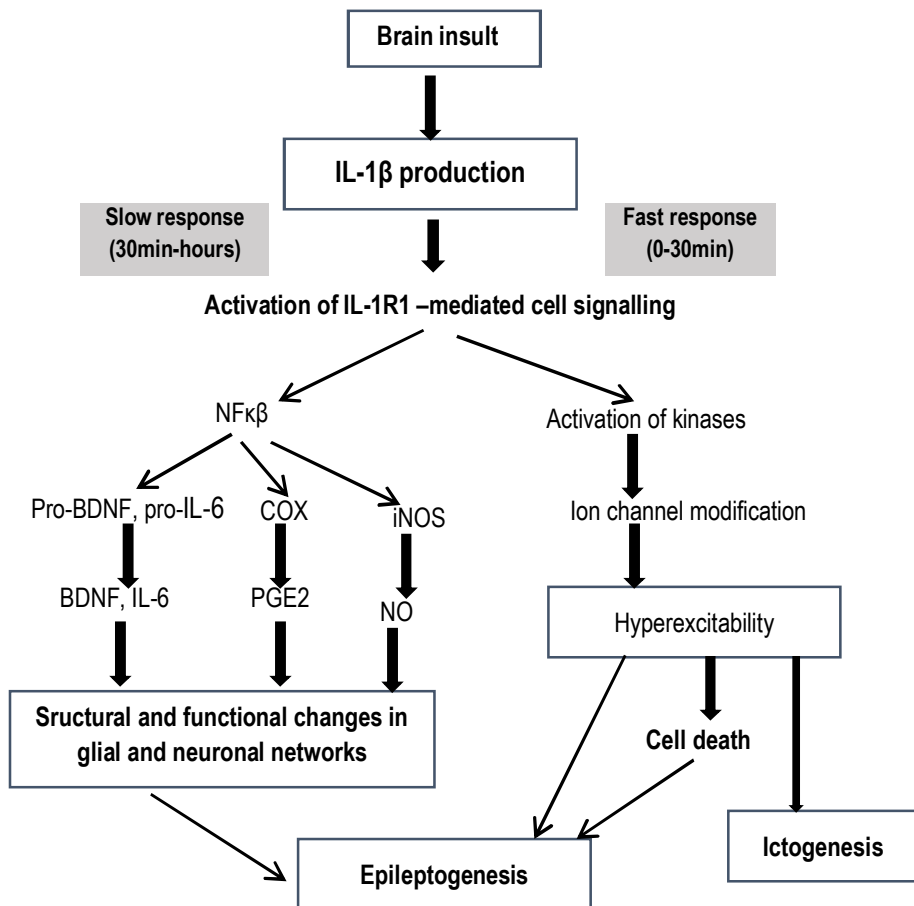 Brain insult
IL-1β production
Slow response
(30min-hours)
Fast response
(0-30min)
Activation of IL-1R1 –mediated cell signalling
NFκβ
Activation of kinases
Pro-BDNF, pro-IL-6
COX
iNOS
Ion channel modification
BDNF, IL-6
PGE2
NO
Hyperexcitability
Sructural and functional changes in
glial and neuronal networks
Cell death
Ictogenesis
Epileptogenesis